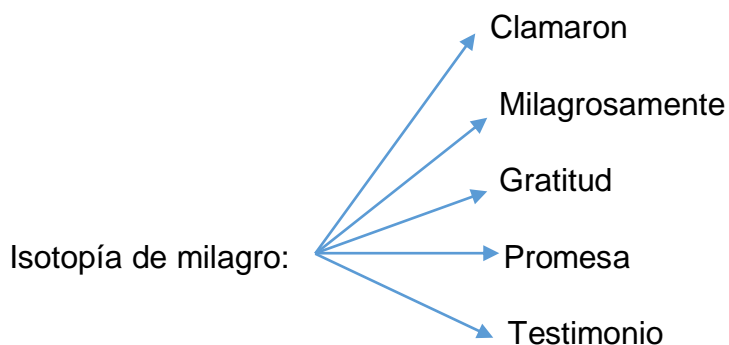 Clamaron
Milagrosamente
Gratitud
Isotopía de milagro:
Promesa
Testimonio